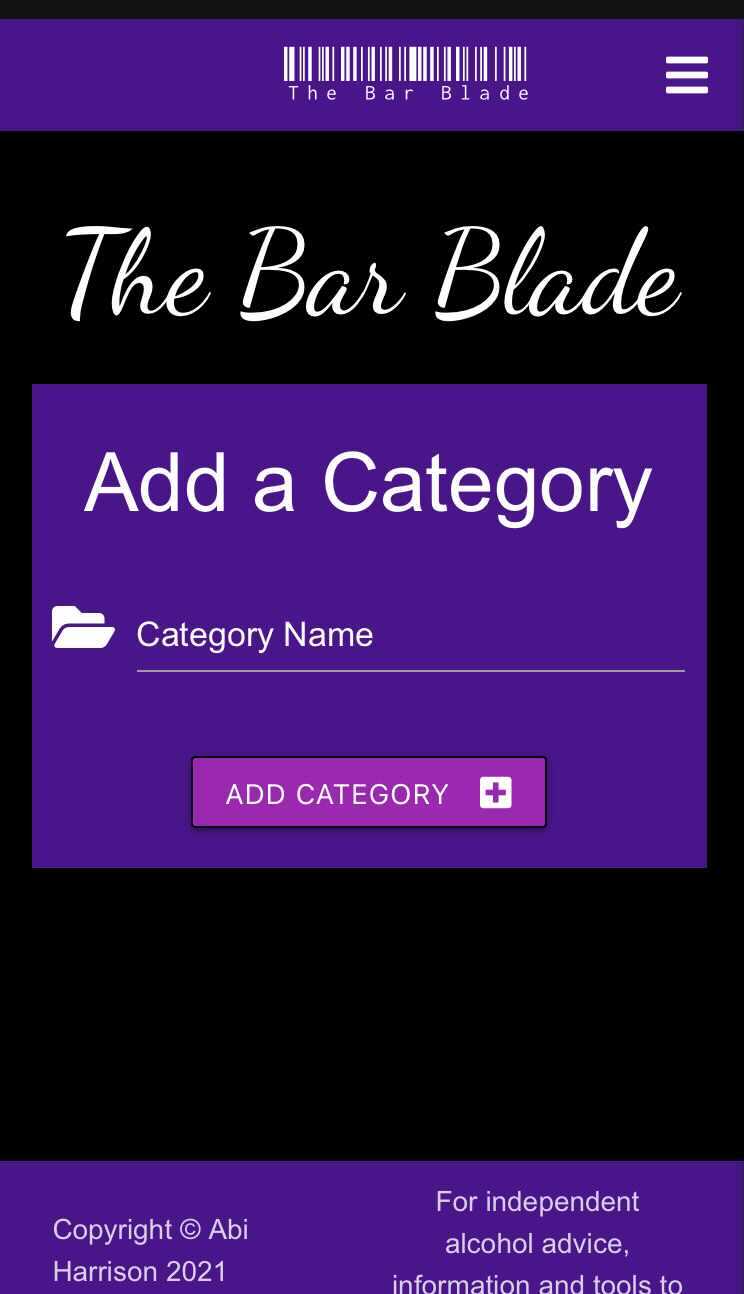 The Bar Blade
The Bar Blade
Add a Category
Category Name
ADD CATEGORY
Copyright © Abi
Harrison 2021
For independent
alcohol advice,
information and tools to